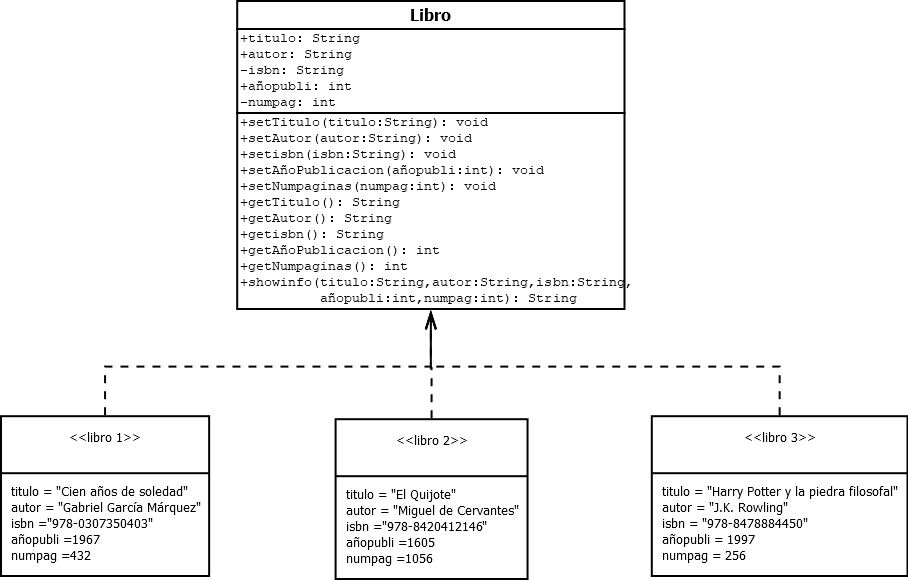 Libro
+titulo: String
+autor: String
-isbn: String
+añopubli: int
-numpag: int
+setTitulo(titulo:String): void
+setAutor(autor:String): void
+setisbn(isbn:String): void
+setAñoPublicacion(añopubli:int): void
+setNumpaginas(numpag:int): void
+getTitulo(): String
+getAutor(): String
+getisbn(): String
+getAñoPublicacion(): int
+getNumpaginas(): int
+showinfo(titulo:String,autor:String,isbn:String,
añopubli:int,numpag:int): String
<<libro 1>>
titulo = "Cien años de soledad"
autor = "Gabriel García Márquez"
isbn ="978-0307350403"
añopubli =1967
numpag =432
<<libro 2>>
titulo = "El Quijote"
autor = "Miguel de Cervantes"
isbn ="978-8420412146"
añopubli =1605
numpag =1056
<<libro 3>>
titulo = "Harry Potter y la piedra filosofal"
autor = "J.K. Rowling"
isbn = "978-8478884450"
añopubli = 1997
numpag = 256